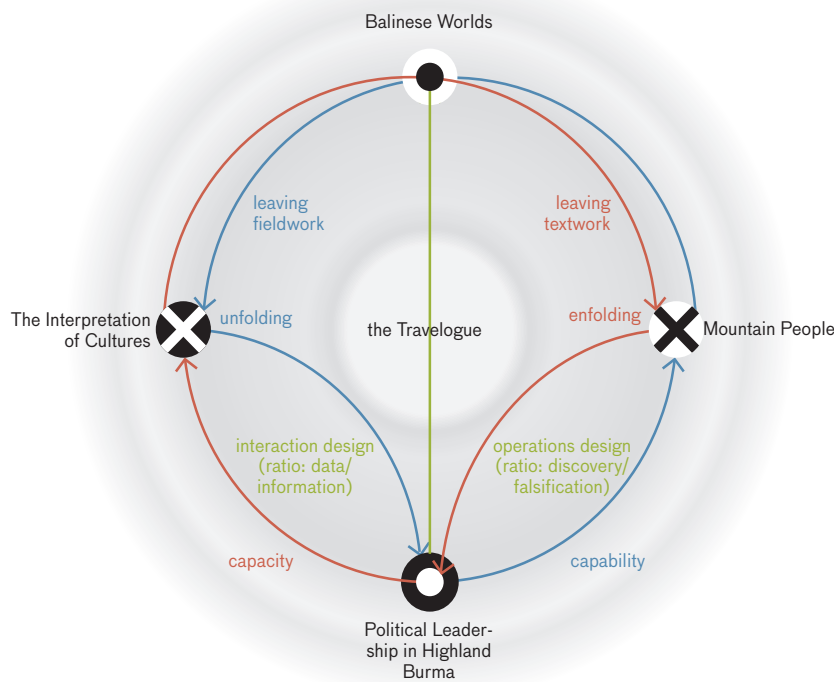 Balinese Worlds
leaving
fieldwork
leaving
textwork
The Interpretation
of Cultures
unfolding
the Travelogue
enfolding
Mountain People
interaction design
(ratio: data/
information)
operations design
(ratio: discovery/
falsification)
capacity
capability
Political Leader-
ship in Highland
Burma